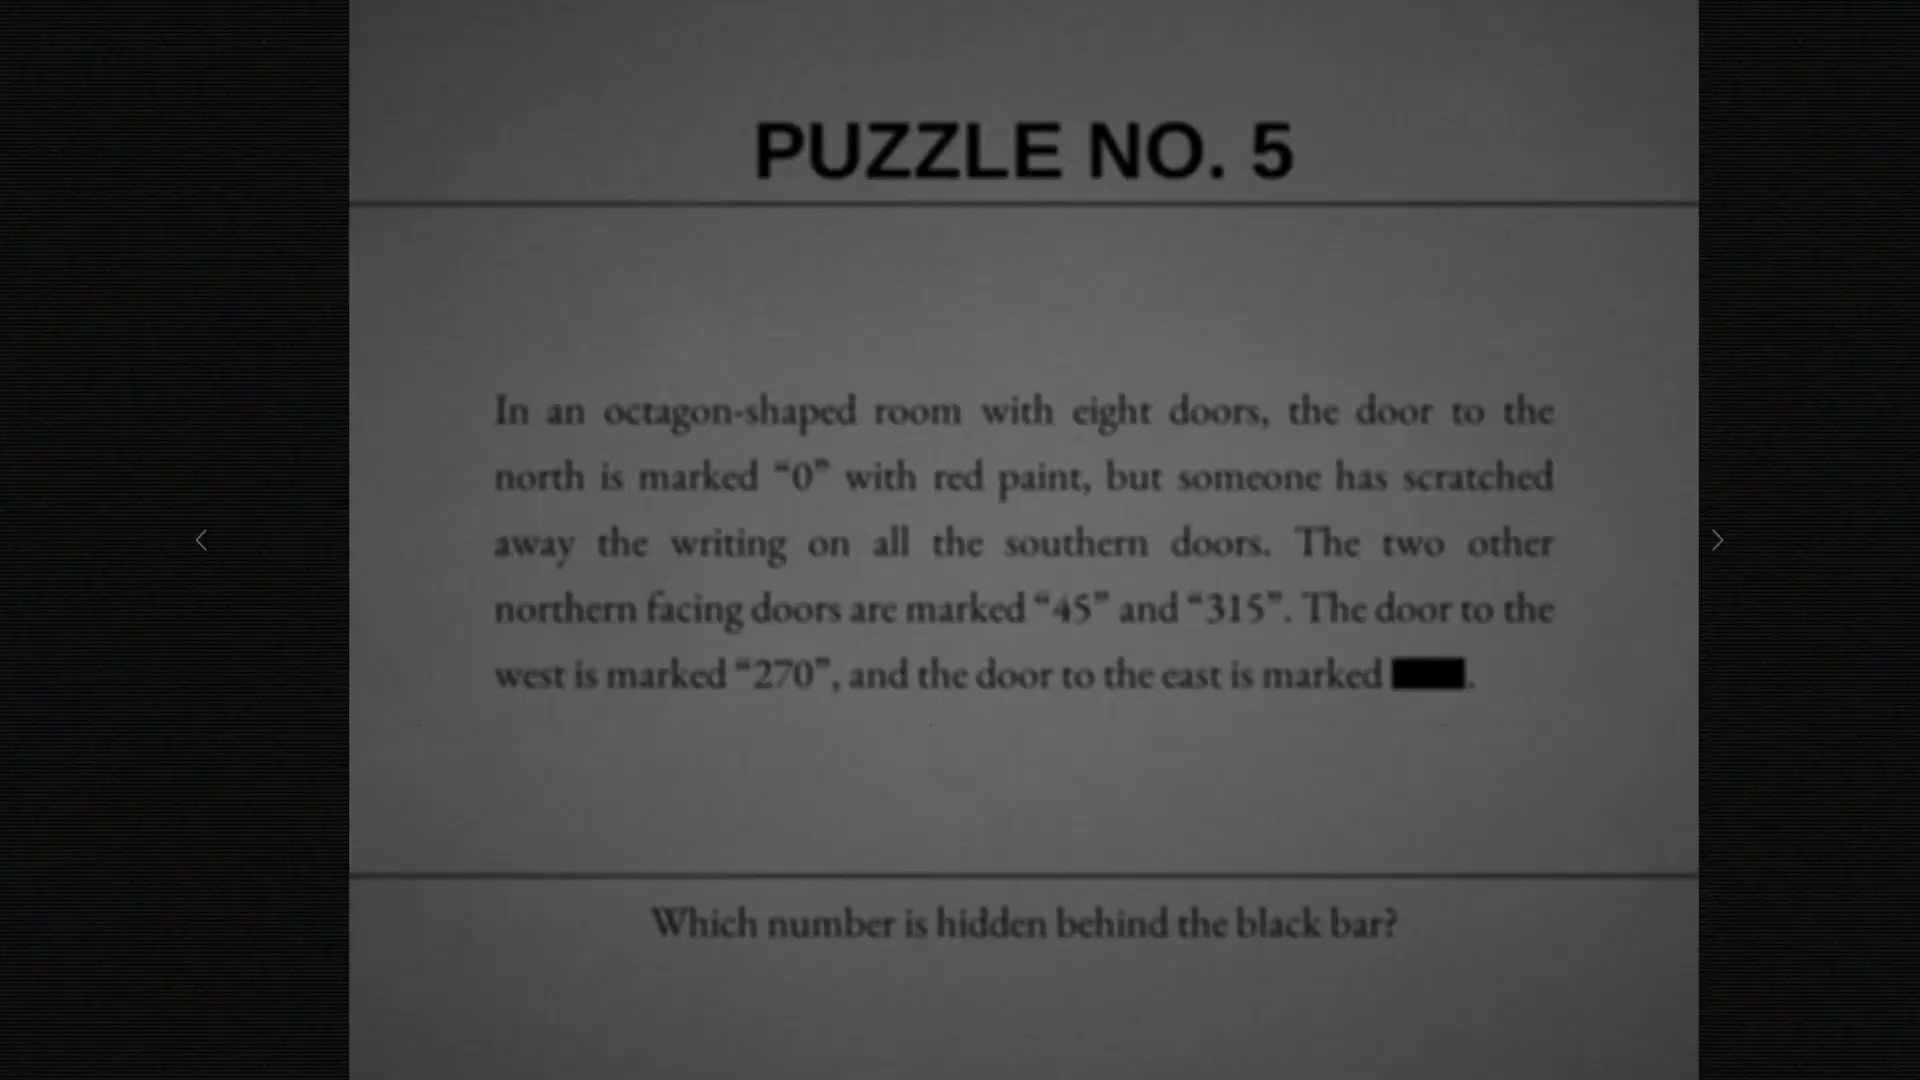 PUZZLE NO. 5
In an octagon-shaped room with eight doors, the door to the
north is marked “0” with red paint, but someone has scratched
away the writing on all the southern doors. The two other
northern facing doors are marked “45” and “315”. The door to the
west is marked “270”, and the door to the east is marked .
Which number is hidden behind the black bar?